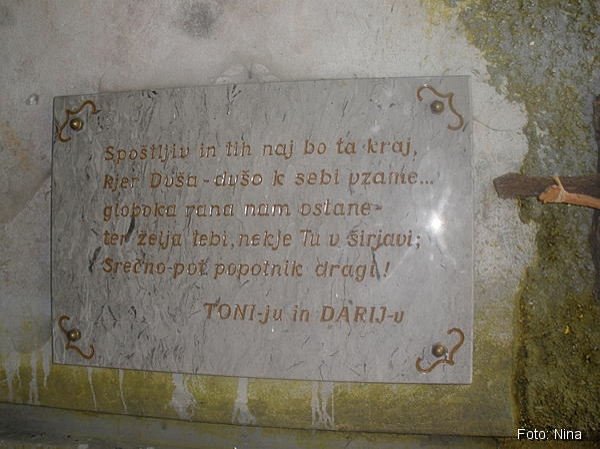 Spoštljiv in tih naj bo ta kraj,
kjer Duša-dušo k sebi vzame...
globoka rana nam ostane-
ter želja tebi, nekje Tu v širjavi;
Srečno-pot popotnik dragi!
TONI-ju in DARIJ-u
Foto: Nina